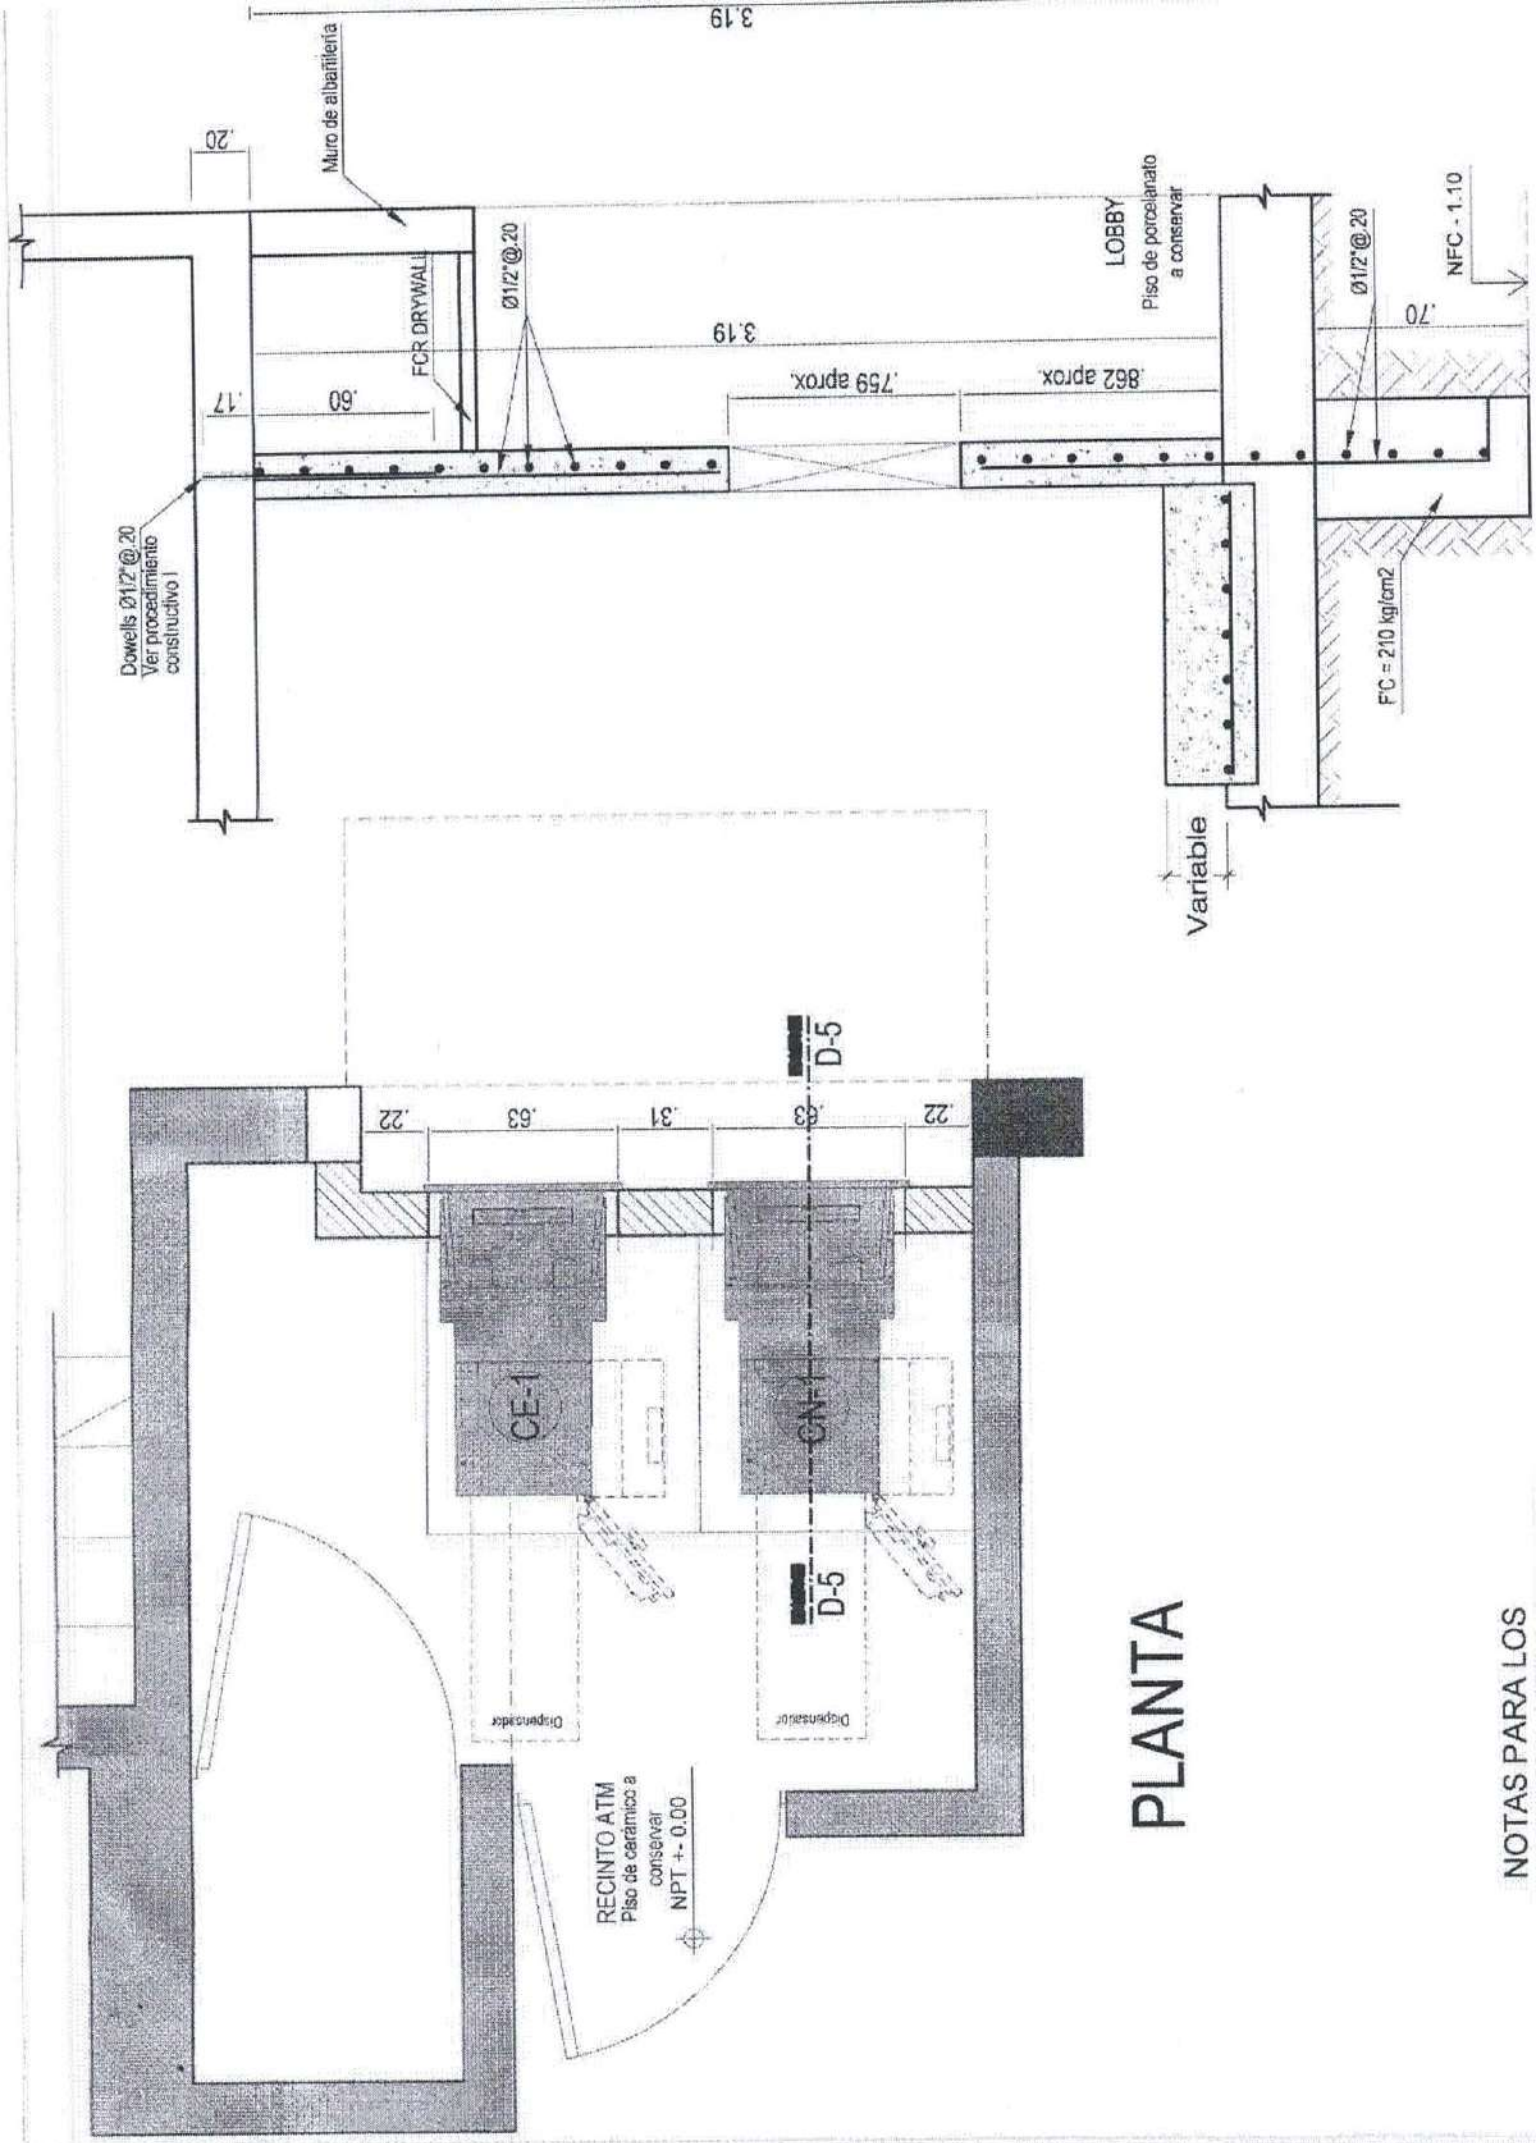 3.19
Muro de albañilería
.20
Dowells Ø1/2"@.20
Ver procedimiento
constructivo I
.17
.60
FCR DRYWALL
Ø1/2"@.20
3.19
.759 aprox.
.862 aprox.
LOBBY
Piso de porcelanato
a conservar
Ø1/2"@.20
.70
NFC - 1.10
F'C = 210 kg/cm2
Variable
.22
.63
.31
.63
.22
D-5
D-5
CE-1
CN-1
Dispensador
Dispensador
RECINTO ATM
Piso de cerámico a
conservar
NPT +- 0.00
PLANTA
NOTAS PARA LOS